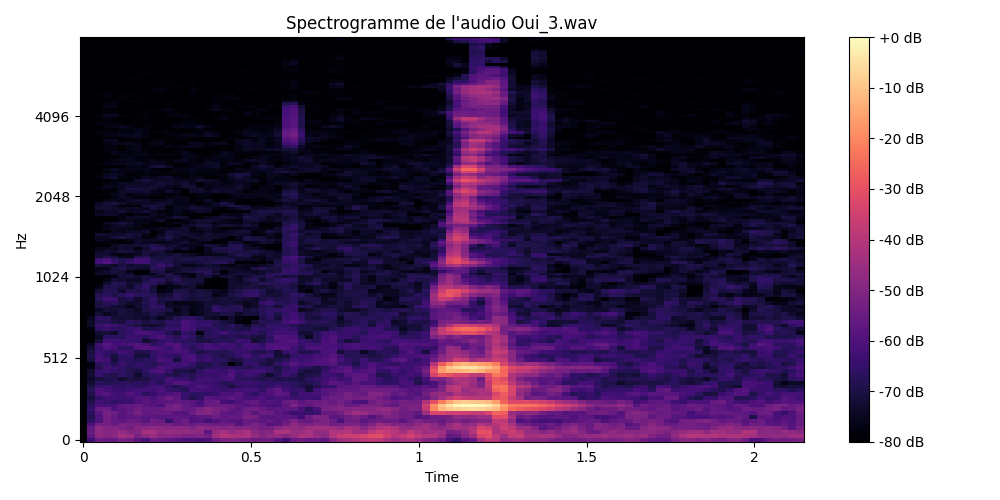 Spectrogramme de l'audio Oui_3.wav
Hz
4096
2048
1024
512
0
0
0.5
1
1.5
2
Time
+0 dB
-10 dB
-20 dB
-30 dB
-40 dB
-50 dB
-60 dB
-70 dB
-80 dB